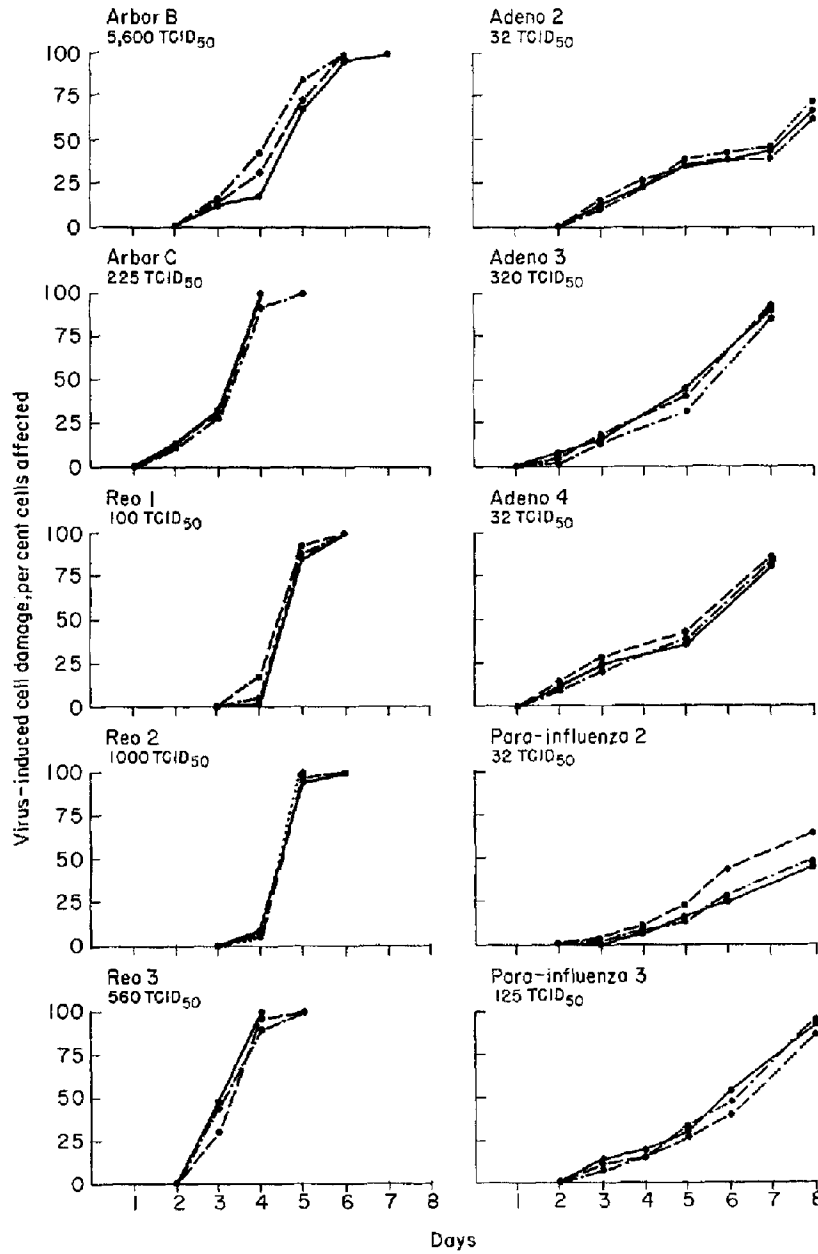 Arbor B
5,600 TCID50
100
75
50
25
0
Adeno 2
32 TCID50
Arbor C
225 TCID50
100
75
50
25
0
Adeno 3
320 TCID50
Reo 1
100 TCID50
100
75
50
25
0
Adeno 4
32 TCID50
Reo 2
1000 TCID50
100
75
50
25
0
Para-influenza 2
32 TCID50
Reo 3
560 TCID50
100
75
50
25
0
1 2 3 4 5 6 7 8
Para-influenza 3
125 TCID50
1 2 3 4 5 6 7 8
Virus-induced cell damage, per cent cells affected
Days